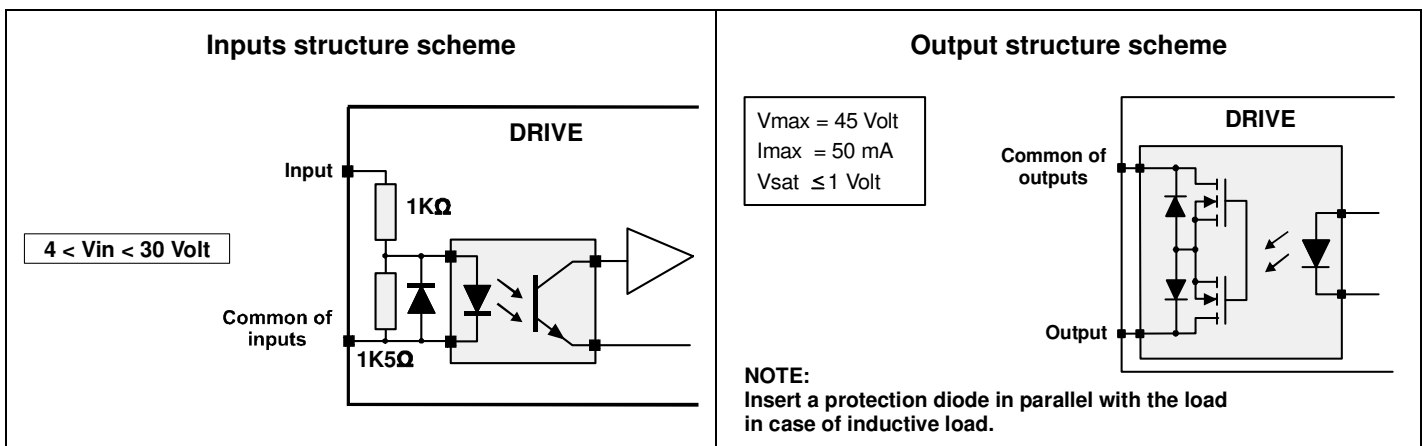 Inputs structure scheme
DRIVE
Input
1KΩ
4 < Vin < 30 Volt
Common of
inputs
1K5Ω
Output structure scheme
Vmax = 45 Volt
Imax = 50 mA
Vsat ≤ 1 Volt
DRIVE
Common of
outputs
Output
NOTE:
Insert a protection diode in parallel with the load
in case of inductive load.